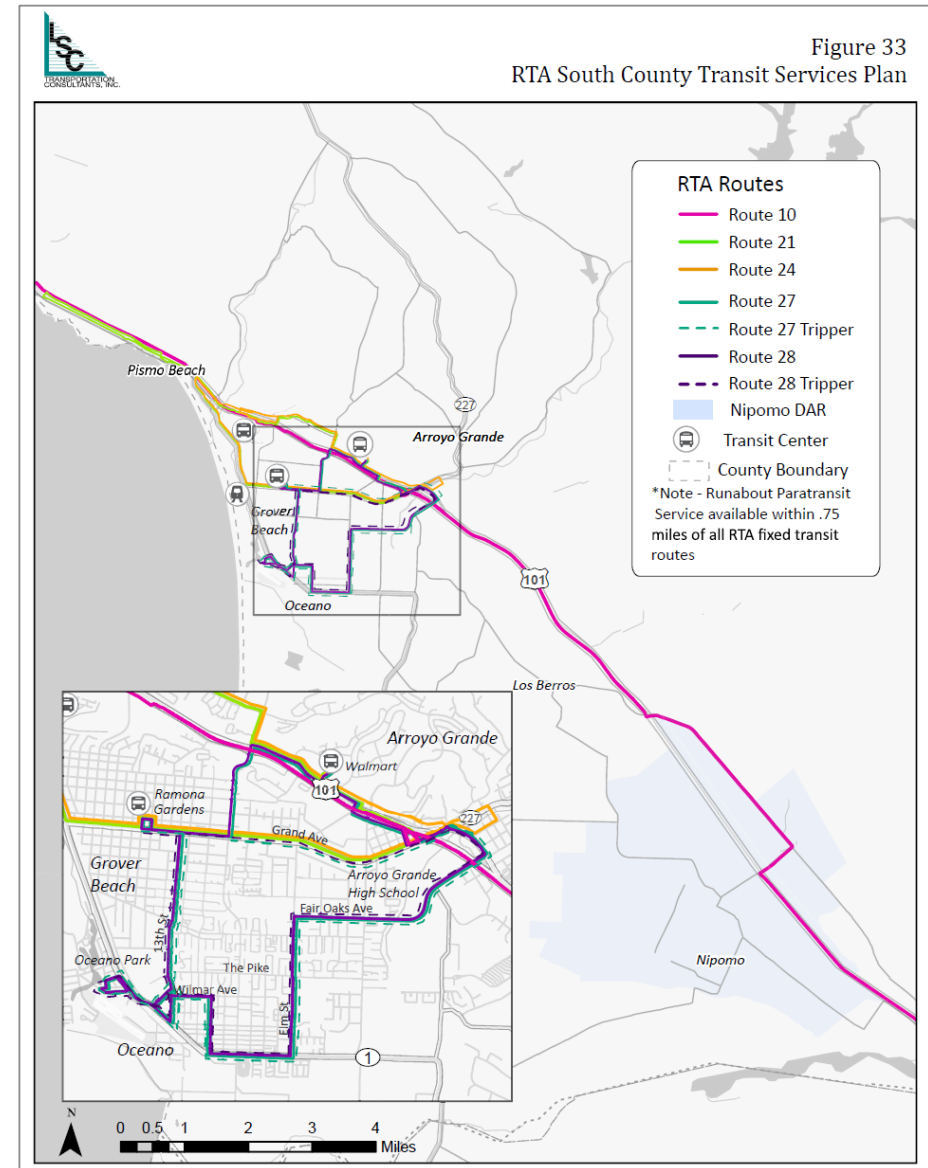 LSC
TRANSPORTATION
CONSULTANTS, INC.
Figure 33
RTA South County Transit Services Plan
RTA Routes
Route 10
Route 21
Route 24
Route 27
Route 27 Tripper
Route 28
Route 28 Tripper
Nipomo DAR
Transit Center
County Boundary
*Note - Runabout Paratransit
Service available within .75
miles of all RTA fixed transit
routes
Pismo Beach
227
Arroyo Grande
Grover
Beach
Oceano
101
Los Berros
Nipomo
Arroyo Grande
Walmart
101
Ramona
Gardens
227
Grand Ave
Grover
Beach
Arroyo Grande
High School
Fair Oaks Ave
13th St
Oceano Park
The Pike
Wilmar Ave
Elm St
Oceano
1
N
0 0.5 1 2 3 4
Miles